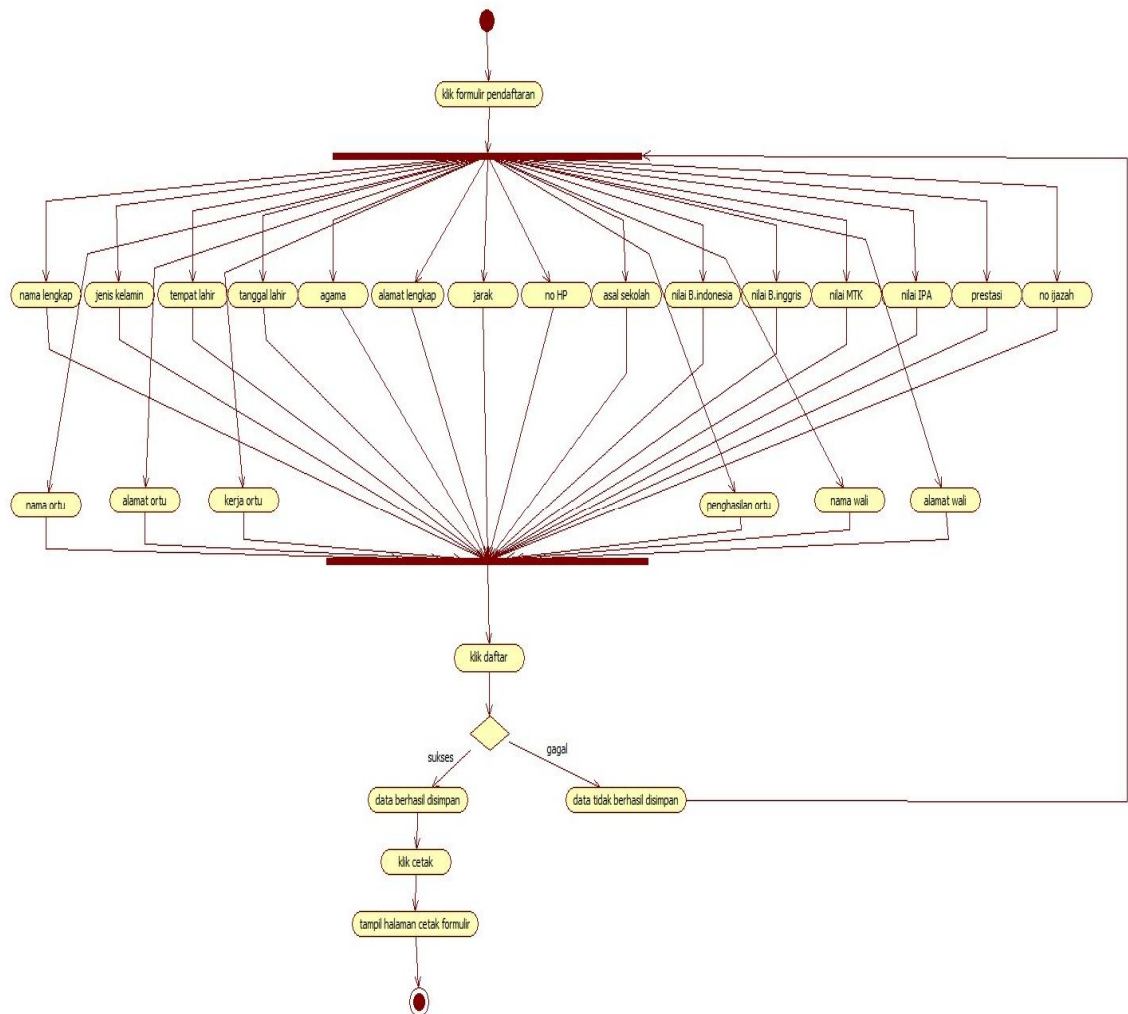 klik formulir pendaftaran
nama lengkap
jenis kelamin
tempat lahir
tanggal lahir
agama
alamat lengkap
jarak
no HP
asal sekolah
nilai B.indonesia
nilai B.inggris
nilai MTK
nilai IPA
prestasi
no ijazah
nama ortu
alamat ortu
kerja ortu
penghasilan ortu
nama wali
alamat wali
klik daftar
sukses
gagal
data berhasil disimpan
data tidak berhasil disimpan
klik cetak
tampil halaman cetak formulir